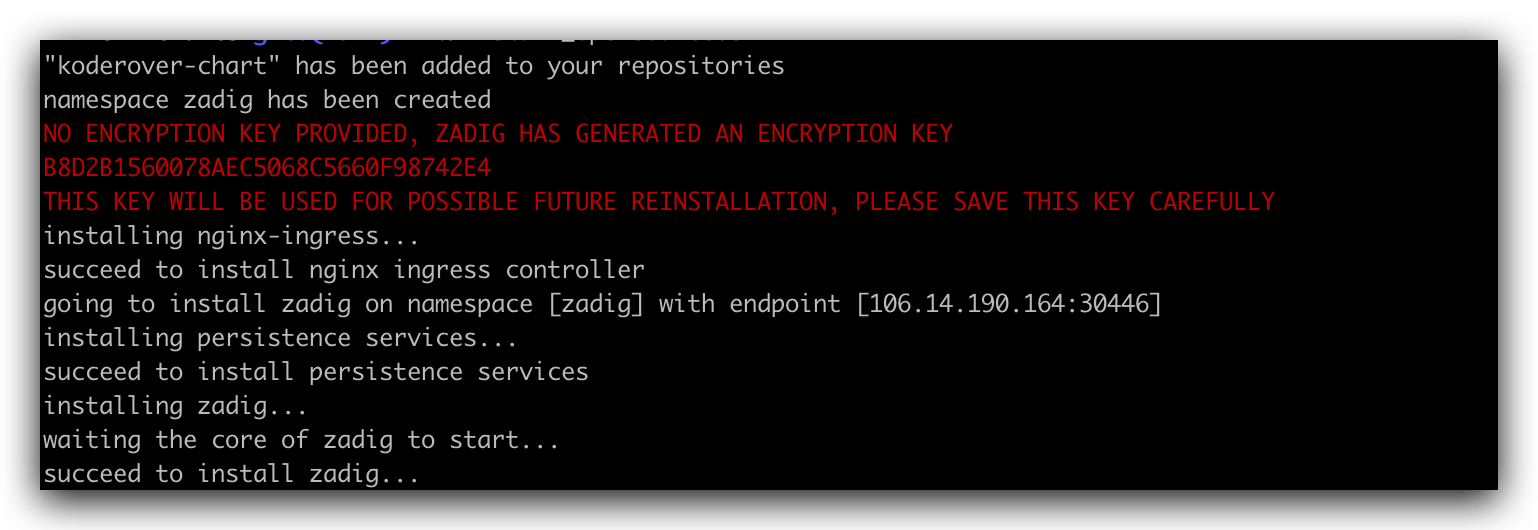 "koderover-chart" has been added to your repositories
namespace zadig has been created
NO ENCRYPTION KEY PROVIDED, ZADIG HAS GENERATED AN ENCRYPTION KEY
B8D2B1560078AEC5068C5660F98742E4
THIS KEY WILL BE USED FOR POSSIBLE FUTURE REINSTALLATION, PLEASE SAVE THIS KEY CAREFULLY
installing nginx-ingress...
succeed to install nginx ingress controller
going to install zadig on namespace [zadig] with endpoint [106.14.190.164:30446]
installing persistence services...
succeed to install persistence services
installing zadig...
waiting the core of zadig to start...
succeed to install zadig...